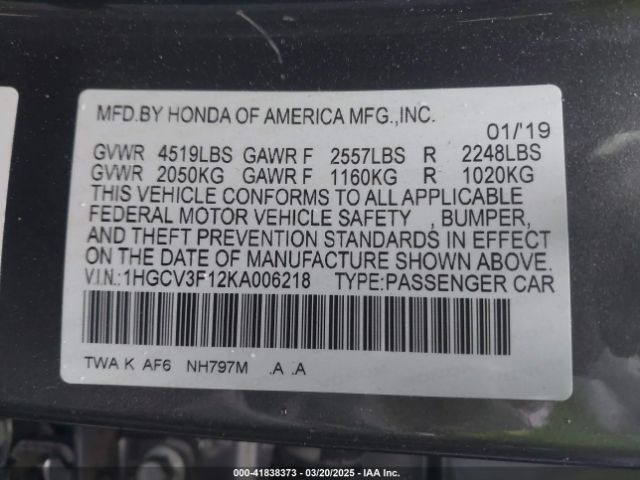 MFD.BY HONDA OF AMERICA MFG.,INC.
01/'19
GVWR 4519LBS GAWR F 2557LBS R 2248LBS
GVWR 2050KG GAWR F 1160KG R 1020KG
THIS VEHICLE CONFORMS TO ALL APPLICABLE
FEDERAL MOTOR VEHICLE SAFETY , BUMPER,
AND THEFT PREVENTION STANDARDS IN EFFECT
ON THE DATE OF MANUFACTURE SHOWN ABOVE.
V.I.N.:1HGCV3F12KA006218 TYPE:PASSENGER CAR
TWA K AF6 NH797M .A .A
000-41838373 | 03/20/2025 — IAA Inc.